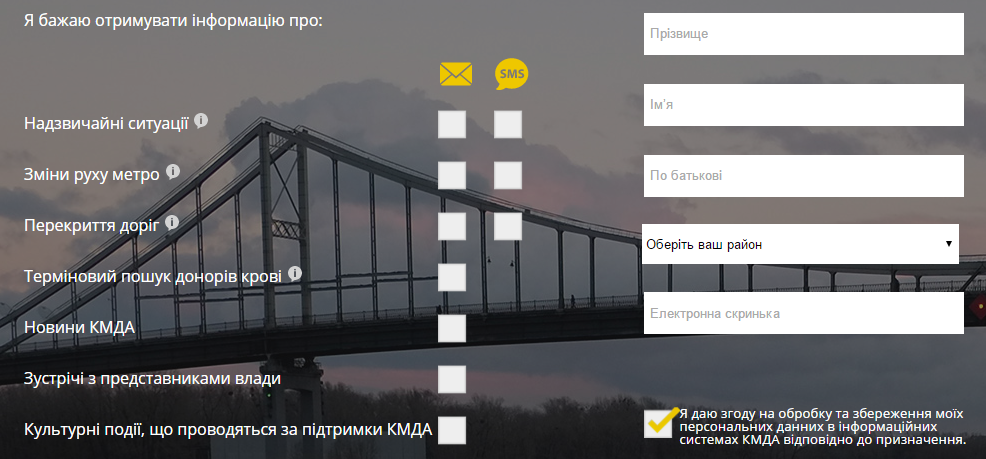 Я бажаю отримувати інформацію про:
SMS
Надзвичайні ситуації
Зміни руху метро
Перекриття доріг
Терміновий пошук донорів крові
Новини КМДА
Зустрічі з представниками влади
Культурні події, що проводяться за підтримки КМДА
Прізвище
Ім'я
По батькові
Оберіть ваш район
Електронна скринька
Я даю згоду на обробку та збереження моїх
персональних данних в інформаційних
системах КМДА відповідно до призначення.